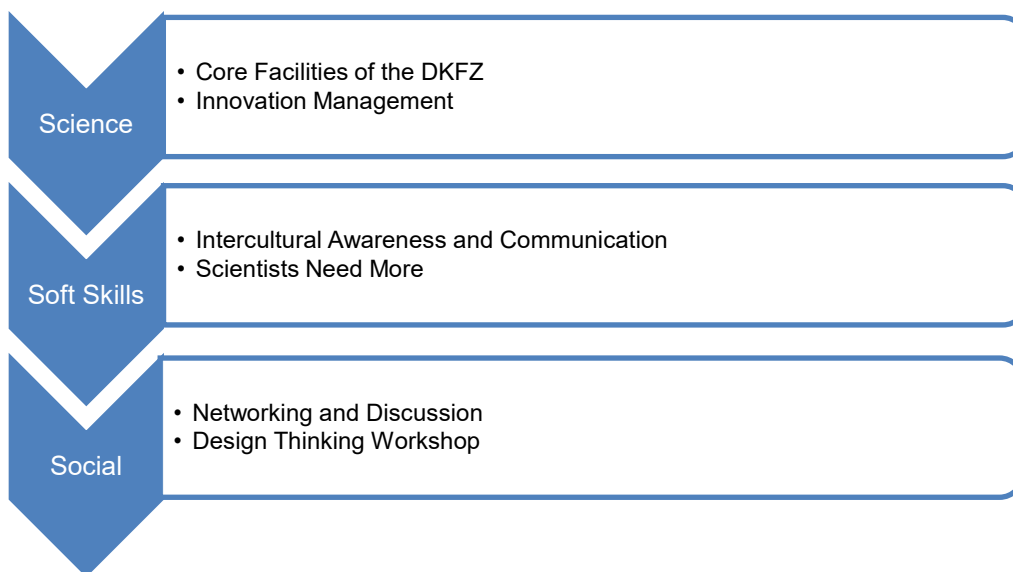 Science
• Core Facilities of the DKFZ
• Innovation Management
Soft Skills
• Intercultural Awareness and Communication
• Scientists Need More
Social
• Networking and Discussion
• Design Thinking Workshop